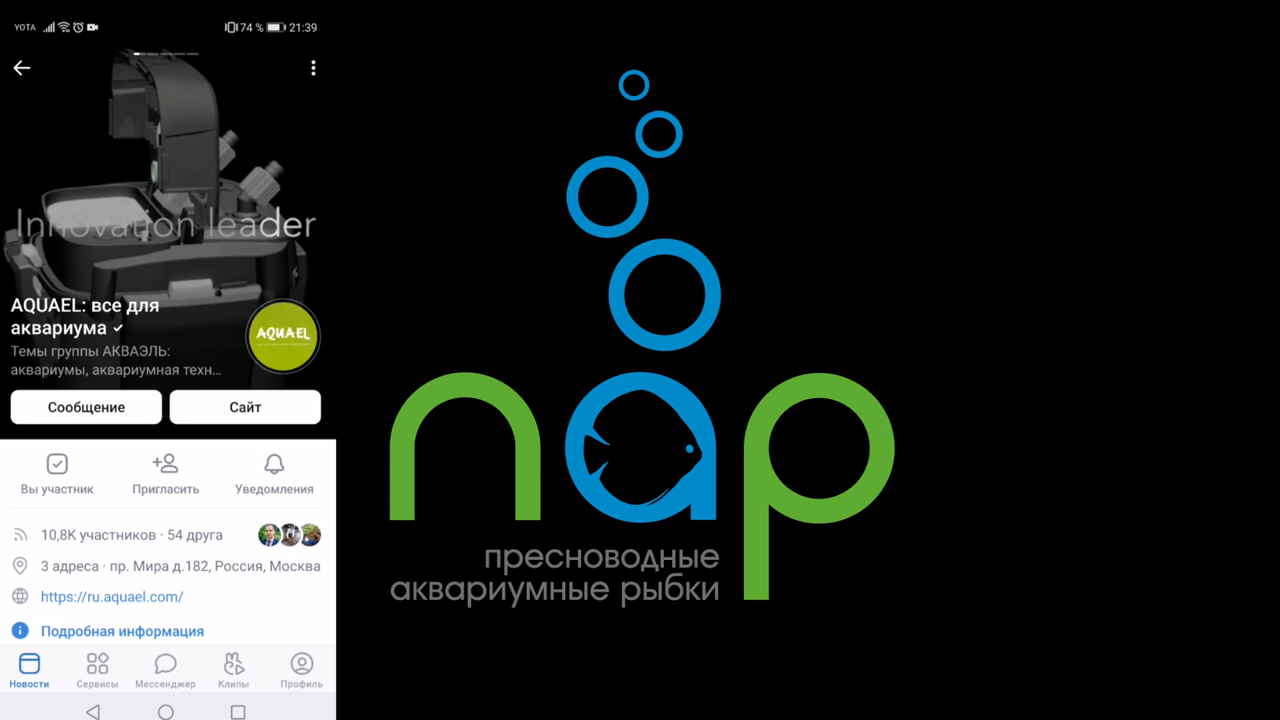 YOTA 74 % 21:39
Innovation leader
AQUAEL: все для
аквариума
AQUAEL
Темы группы АКВАЭЛЬ:
аквариумы, аквариумная техн...
Сообщение Сайт
Вы участник Пригласить Уведомления
10,8K участников · 54 друга
3 адреса · пр. Мира д.182, Россия, Москва
https://ru.aquael.com/
Подробная информация
Новости Сервисы Мессенджер Клипы Профиль
пар
пресноводные
аквариумные рыбки